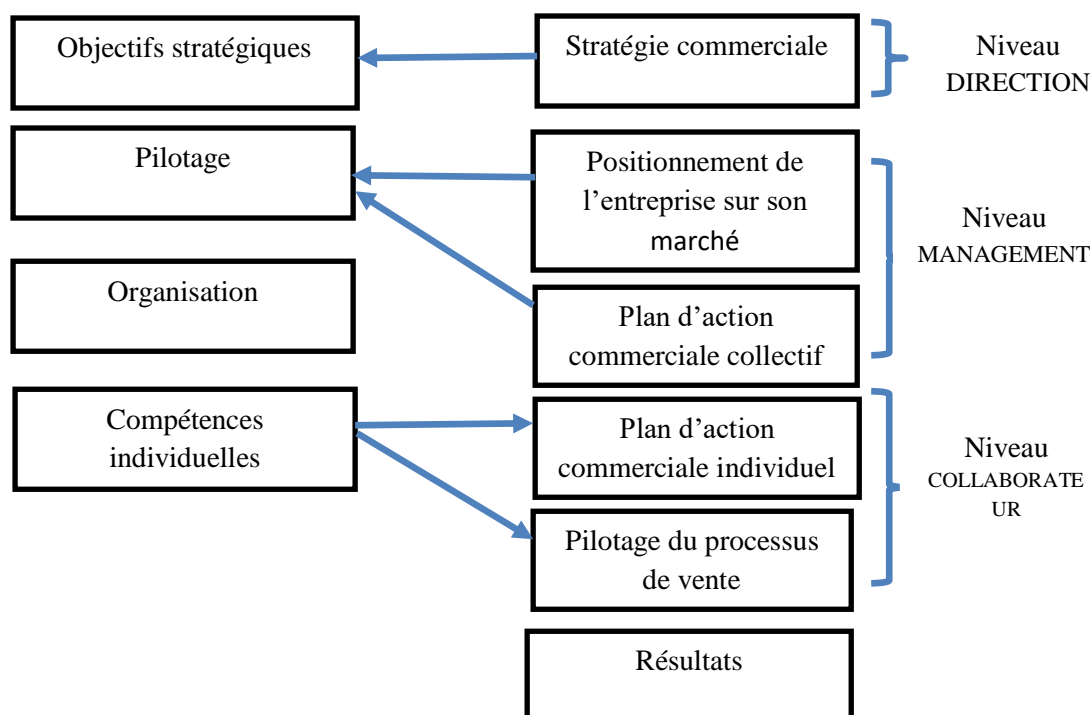 Objectifs stratégiques
Stratégie commerciale
Niveau
DIRECTION
Pilotage
Positionnement de
l’entreprise sur son
marché
Niveau
MANAGEMENT
Organisation
Plan d’action
commerciale collectif
Compétences
individuelles
Plan d’action
commerciale individuel
Niveau
COLLABORATE
UR
Pilotage du processus
de vente
Résultats